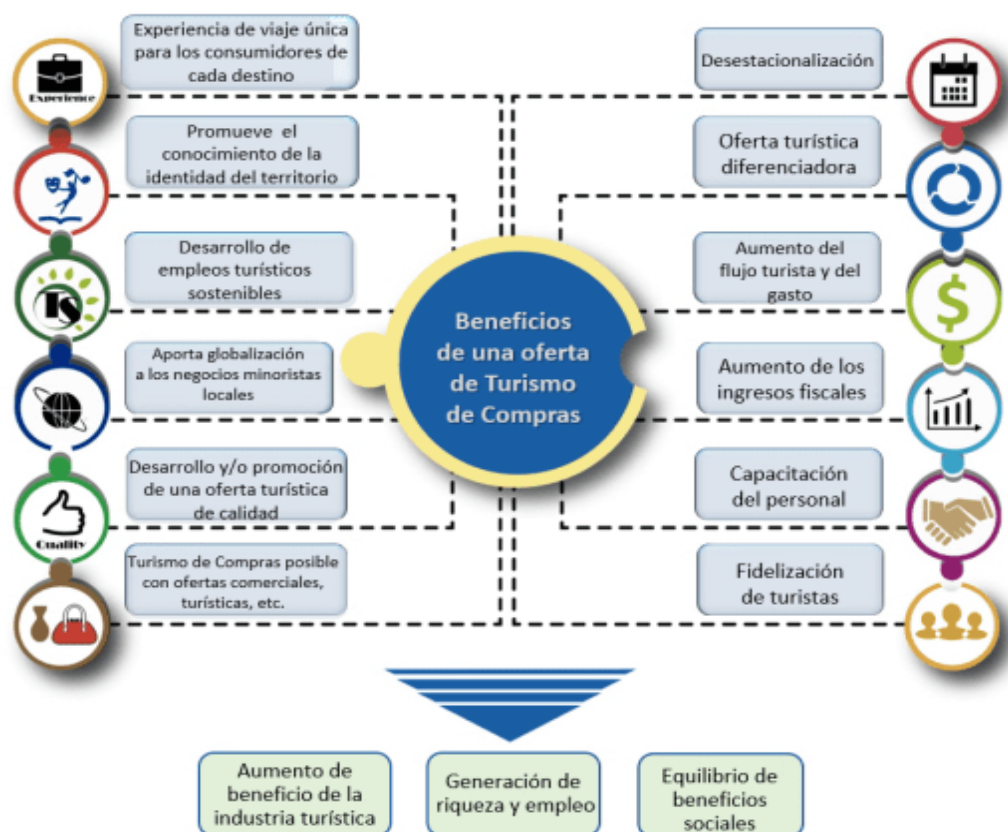 Experiencia de viaje única
para los consumidores de
cada destino
Experience
Promueve el
conocimiento de la
identidad del territorio
Desarrollo de
empleos turísticos
sostenibles
TS
Aporta globalización
a los negocios minoristas
locales
Desarrollo y/o promoción
de una oferta turística
de calidad
Quality
Turismo de Compras posible
con ofertas comerciales,
turísticas, etc.
Beneficios
de una oferta
de Turismo
de Compras
Desestacionalización
Oferta turística
diferenciadora
Aumento del
flujo turista y del
gasto
$
Aumento de los
ingresos fiscales
Capacitación
del personal
Fidelización
de turistas
Aumento de
beneficio de la
industria turística
Generación de
riqueza y empleo
Equilibrio de
beneficios
sociales